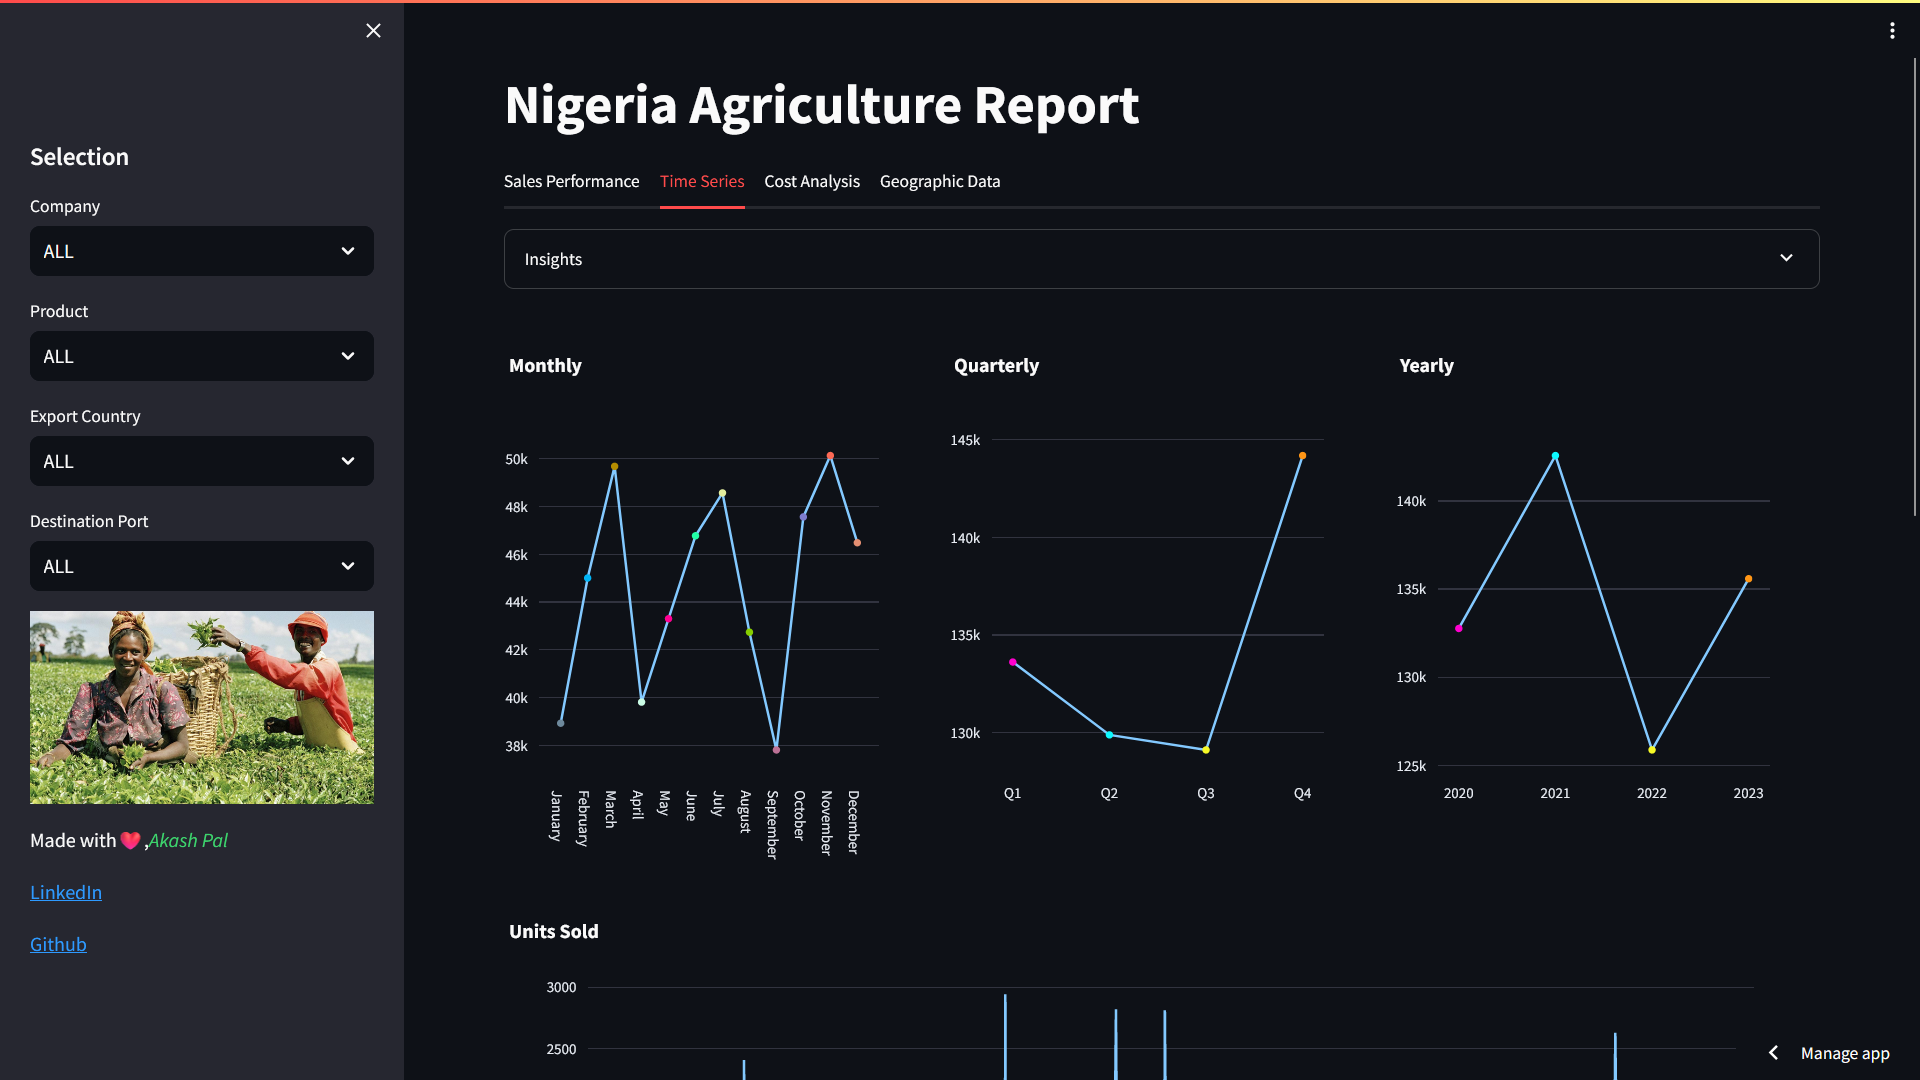 Selection
Company
ALL
Product
ALL
Export Country
ALL
Destination Port
ALL
Made with ❤️ ,Akash Pal
LinkedIn
Github
Nigeria Agriculture Report
Sales Performance Time Series Cost Analysis Geographic Data
Insights
Monthly
50k
48k
46k
44k
42k
40k
38k
January
February
March
April
May
June
July
August
September
October
November
December
Quarterly
145k
140k
135k
130k
Q1 Q2 Q3 Q4
Yearly
140k
135k
130k
125k
2020 2021 2022 2023
Units Sold
3000
2500
Manage app